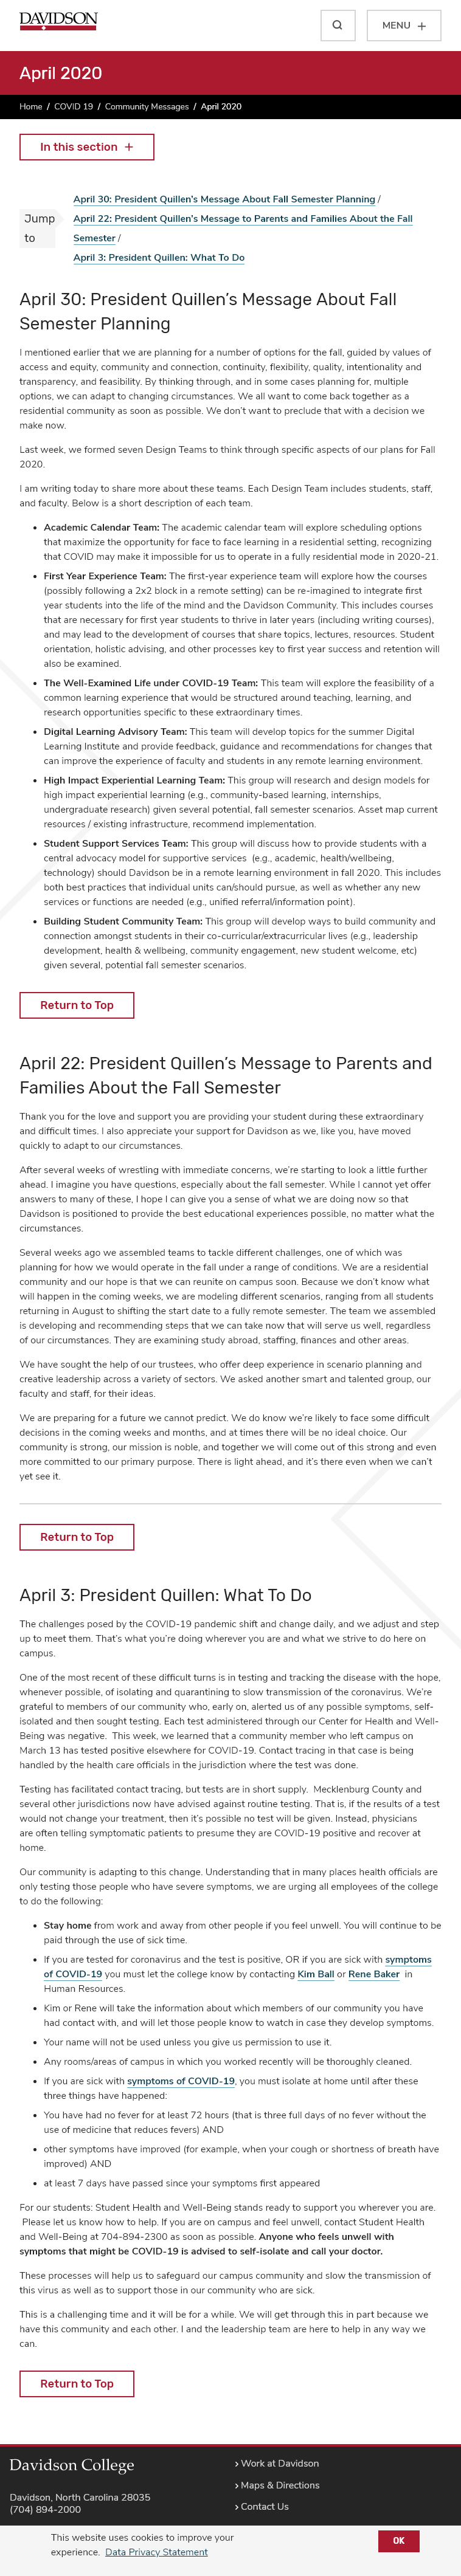 DAVIDSON
MENU
April 2020
Home / COVID 19 / Community Messages / April 2020
In this section
Jump
to
April 30: President Quillen’s Message About Fall Semester Planning /
April 22: President Quillen’s Message to Parents and Families About the Fall
Semester /
April 3: President Quillen: What To Do
April 30: President Quillen’s Message About Fall
Semester Planning
I mentioned earlier that we are planning for a number of options for the fall, guided by values of
access and equity, community and connection, continuity, flexibility, quality, intentionality and
transparency, and feasibility. By thinking through, and in some cases planning for, multiple
options, we can adapt to changing circumstances. We all want to come back together as a
residential community as soon as possible. We don’t want to preclude that with a decision we
make now.
Last week, we formed seven Design Teams to think through specific aspects of our plans for Fall
2020.
I am writing today to share more about these teams. Each Design Team includes students, staff,
and faculty. Below is a short description of each team.
• Academic Calendar Team: The academic calendar team will explore scheduling options
that maximize the opportunity for face to face learning in a residential setting, recognizing
that COVID may make it impossible for us to operate in a fully residential mode in 2020-21.
• First Year Experience Team: The first-year experience team will explore how the courses
(possibly following a 2x2 block in a remote setting) can be re-imagined to integrate first
year students into the life of the mind and the Davidson Community. This includes courses
that are necessary for first year students to thrive in later years (including writing courses),
and may lead to the development of courses that share topics, lectures, resources. Student
orientation, holistic advising, and other processes key to first year success and retention will
also be examined.
• The Well-Examined Life under COVID-19 Team: This team will explore the feasibility of a
common learning experience that would be structured around teaching, learning, and
research opportunities specific to these extraordinary times.
• Digital Learning Advisory Team: This team will develop topics for the summer Digital
Learning Institute and provide feedback, guidance and recommendations for changes that
can improve the experience of faculty and students in any remote learning environment.
• High Impact Experiential Learning Team: This group will research and design models for
high impact experiential learning (e.g., community-based learning, internships,
undergraduate research) given several potential, fall semester scenarios. Asset map current
resources / existing infrastructure, recommend implementation.
• Student Support Services Team: This group will discuss how to provide students with a
central advocacy model for supportive services (e.g., academic, health/wellbeing,
technology) should Davidson be in a remote learning environment in fall 2020. This includes
both best practices that individual units can/should pursue, as well as whether any new
services or functions are needed (e.g., unified referral/information point).
• Building Student Community Team: This group will develop ways to build community and
connection amongst students in their co-curricular/extracurricular lives (e.g., leadership
development, health & wellbeing, community engagement, new student welcome, etc)
given several, potential fall semester scenarios.
Return to Top
April 22: President Quillen’s Message to Parents and
Families About the Fall Semester
Thank you for the love and support you are providing your student during these extraordinary
and difficult times. I also appreciate your support for Davidson as we, like you, have moved
quickly to adapt to our circumstances.
After several weeks of wrestling with immediate concerns, we’re starting to look a little further
ahead. I imagine you have questions, especially about the fall semester. While I cannot yet offer
answers to many of these, I hope I can give you a sense of what we are doing now so that
Davidson is positioned to provide the best educational experiences possible, no matter what the
circumstances.
Several weeks ago we assembled teams to tackle different challenges, one of which was
planning for how we would operate in the fall under a range of conditions. We are a residential
community and our hope is that we can reunite on campus soon. Because we don’t know what
will happen in the coming weeks, we are modeling different scenarios, ranging from all students
returning in August to shifting the start date to a fully remote semester. The team we assembled
is developing and recommending steps that we can take now that will serve us well, regardless
of our circumstances. They are examining study abroad, staffing, finances and other areas.
We have sought the help of our trustees, who offer deep experience in scenario planning and
creative leadership across a variety of sectors. We asked another smart and talented group, our
faculty and staff, for their ideas.
We are preparing for a future we cannot predict. We do know we’re likely to face some difficult
decisions in the coming weeks and months, and at times there will be no ideal choice. Our
community is strong, our mission is noble, and together we will come out of this strong and even
more committed to our primary purpose. There is light ahead, and it’s there even when we can’t
yet see it.
Return to Top
April 3: President Quillen: What To Do
The challenges posed by the COVID-19 pandemic shift and change daily, and we adjust and step
up to meet them. That’s what you’re doing wherever you are and what we strive to do here on
campus.
One of the most recent of these difficult turns is in testing and tracking the disease with the hope,
whenever possible, of isolating and quarantining to slow transmission of the coronavirus. We’re
grateful to members of our community who, early on, alerted us of any possible symptoms, self-
isolated and then sought testing. Each test administered through our Center for Health and Well-
Being was negative. This week, we learned that a community member who left campus on
March 13 has tested positive elsewhere for COVID-19. Contact tracing in that case is being
handled by the health care officials in the jurisdiction where the test was done.
Testing has facilitated contact tracing, but tests are in short supply. Mecklenburg County and
several other jurisdictions now have advised against routine testing. That is, if the results of a test
would not change your treatment, then it’s possible no test will be given. Instead, physicians
are often telling symptomatic patients to presume they are COVID-19 positive and recover at
home.
Our community is adapting to this change. Understanding that in many places health officials are
only testing those people who have severe symptoms, we are urging all employees of the college
to do the following:
• Stay home from work and away from other people if you feel unwell. You will continue to be
paid through the use of sick time.
• If you are tested for coronavirus and the test is positive, OR if you are sick with symptoms
of COVID-19 you must let the college know by contacting Kim Ball or Rene Baker in
Human Resources.
• Kim or Rene will take the information about which members of our community you have
had contact with, and will let those people know to watch in case they develop symptoms.
• Your name will not be used unless you give us permission to use it.
• Any rooms/areas of campus in which you worked recently will be thoroughly cleaned.
• If you are sick with symptoms of COVID-19, you must isolate at home until after these
three things have happened:
• You have had no fever for at least 72 hours (that is three full days of no fever without the
use of medicine that reduces fevers) AND
• other symptoms have improved (for example, when your cough or shortness of breath have
improved) AND
• at least 7 days have passed since your symptoms first appeared
For our students: Student Health and Well-Being stands ready to support you wherever you are.
Please let us know how to help. If you are on campus and feel unwell, contact Student Health
and Well-Being at 704-894-2300 as soon as possible. Anyone who feels unwell with
symptoms that might be COVID-19 is advised to self-isolate and call your doctor.
These processes will help us to safeguard our campus community and slow the transmission of
this virus as well as to support those in our community who are sick.
This is a challenging time and it will be for a while. We will get through this in part because we
have this community and each other. I and the leadership team are here to help in any way we
can.
Return to Top
Davidson College
Davidson, North Carolina 28035
(704) 894-2000
› Work at Davidson
› Maps & Directions
› Contact Us
This website uses cookies to improve your
experience. Data Privacy Statement
OK